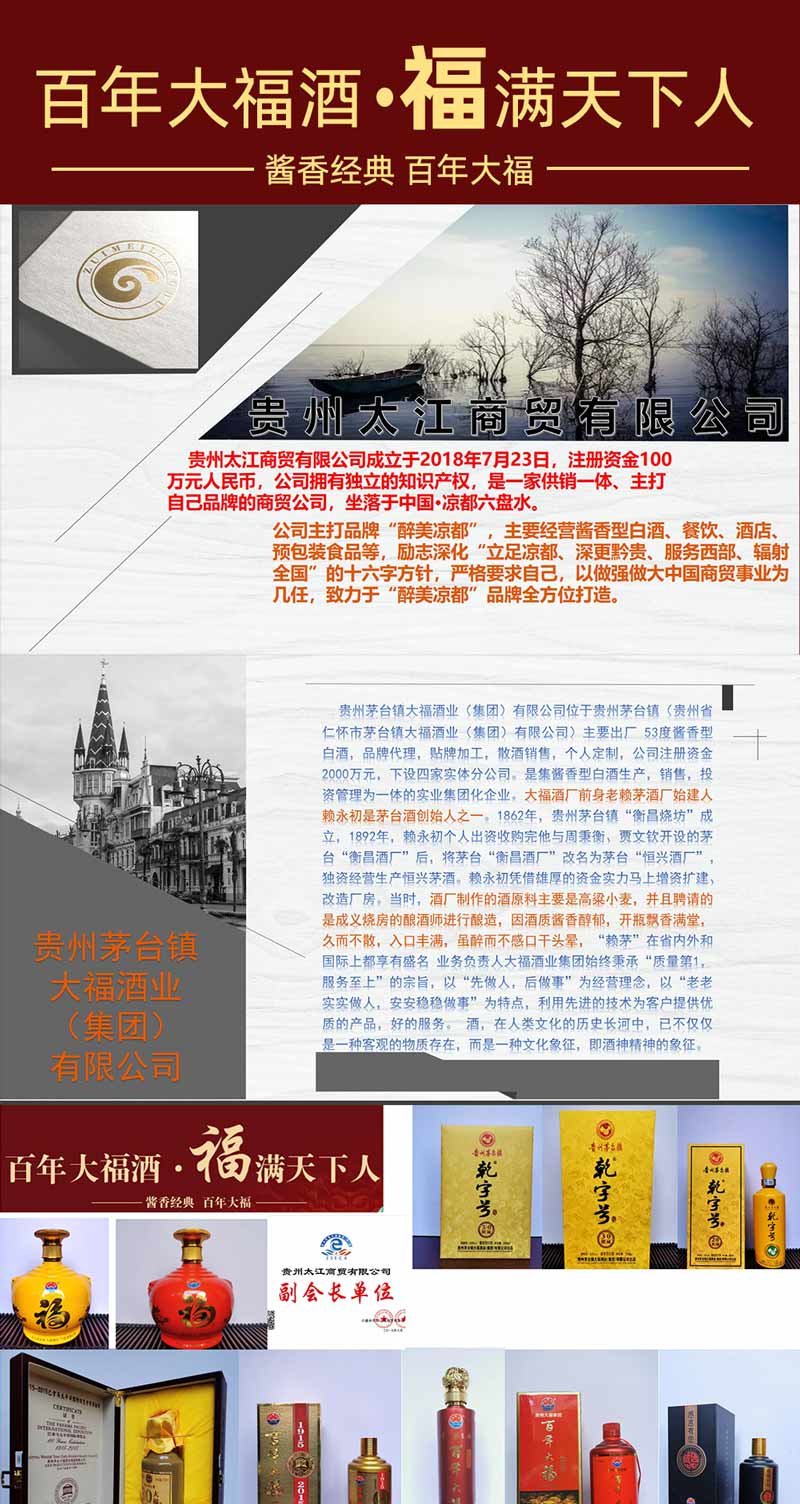 百年大福酒·福满天下人
酱香经典 百年大福
ZUIMEILIANGDU
贵州太江商贸有限公司
贵州太江商贸有限公司成立于2018年7月23日，注册资金100
万元人民币，公司拥有独立的知识产权，是一家供销一体、主打
自己品牌的商贸公司，坐落于中国·凉都六盘水。
公司主打品牌“醉美凉都”，主要经营酱香型白酒、餐饮、酒店、
预包装食品等，励志深化“立足凉都、深更黔贵、服务西部、辐射
全国”的十六字方针，严格要求自己，以做强做大中国商贸事业为
几任，致力于“醉美凉都”品牌全方位打造。
贵州茅台镇
大福酒业
（集团）
有限公司
贵州茅台镇大福酒业（集团）有限公司位于贵州茅台镇（贵州省
仁怀市茅台镇大福酒业（集团）有限公司）主要出厂 53度酱香型
白酒，品牌代理，贴牌加工，散酒销售，个人定制，公司注册资金
2000万元，下设四家实体分公司。是集酱香型白酒生产，销售，投
资管理为一体的实业集团化企业。大福酒厂前身老赖茅酒厂始建人
赖永初是茅台酒创始人之一。1862年，贵州茅台镇“衡昌烧坊”成
立，1892年，赖永初个人出资收购完他与周秉衡、贾文钦开设的茅
台“衡昌酒厂”后，将茅台“衡昌酒厂”改名为茅台“恒兴酒厂”，
独资经营生产恒兴茅酒。赖永初凭借雄厚的资金实力马上增资扩建、
改造厂房。当时，酒厂制作的酒原料主要是高梁小麦，并且聘请的
是成义烧房的酿酒师进行酿造，因酒质酱香醇郁，开瓶飘香满堂，
久而不散，入口丰满，虽醉而不感口干头晕，“赖茅”在省内外和
国际上都享有盛名 业务负责人大福酒业集团始终秉承“质量第1，
服务至上”的宗旨，以“先做人，后做事”为经营理念，以“老老
实实做人，安安稳稳做事”为特点，利用先进的技术为客户提供优
质的产品，好的服务。 酒，在人类文化的历史长河中，已不仅仅
是一种客观的物质存在，而是一种文化象征，即酒神精神的象征。
百年大福酒·福满天下人
酱香经典 百年大福
贵州茅台镇
乾字号
贵州茅台镇
乾字号
30
贵州茅台镇
乾字号
福
福
贵州太江商贸有限公司
副会长单位
CERTIFICATE
THE PANAMA PACIFIC
INTERNATIONAL EXPOSITION
1915
百年大福
百年大福
百年大福